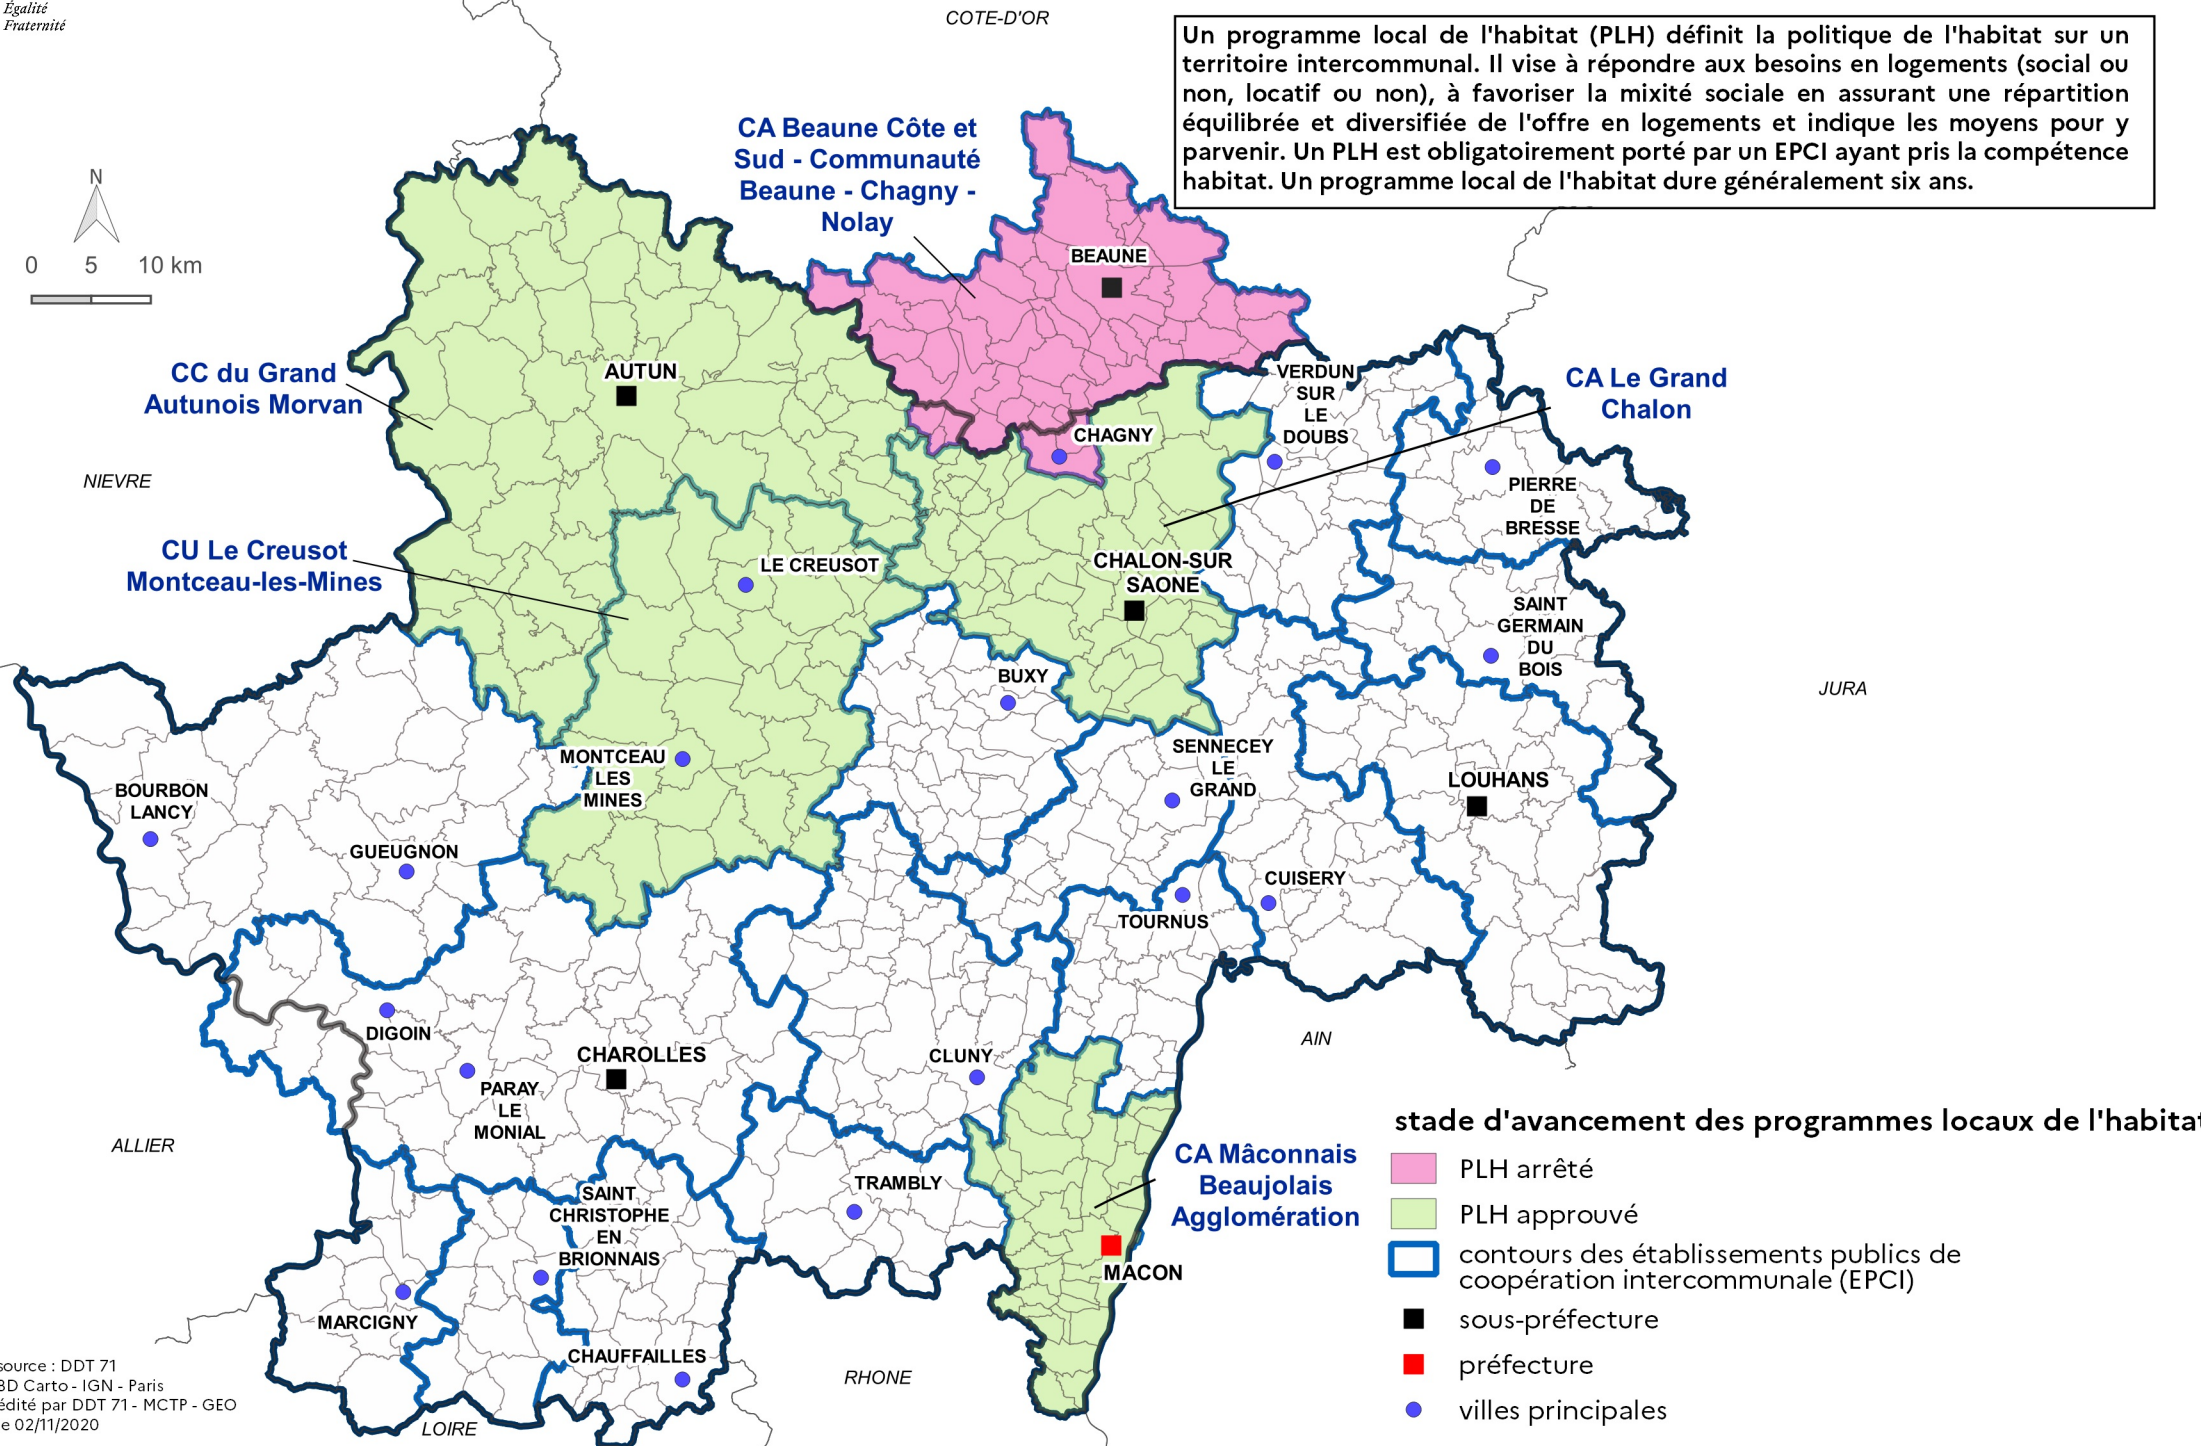 Égalité
Fraternité
COTE-D'OR
Un programme local de l'habitat (PLH) définit la politique de l'habitat sur un
territoire intercommunal. Il vise à répondre aux besoins en logements (social ou
non, locatif ou non), à favoriser la mixité sociale en assurant une répartition
équilibrée et diversifiée de l'offre en logements et indique les moyens pour y
parvenir. Un PLH est obligatoirement porté par un EPCI ayant pris la compétence
habitat. Un programme local de l'habitat dure généralement six ans.
CA Beaune Côte et
Sud - Communauté
Beaune - Chagny -
Nolay
N
0 5 10 km
BEAUNE
CC du Grand
Autunois Morvan
AUTUN
VERDUN
SUR
LE
DOUBS
CA Le Grand
Chalon
CHAGNY
NIEVRE
PIERRE
DE
BRESSE
CU Le Creusot
Montceau-les-Mines
LE CREUSOT
CHALON-SUR
SAONE
SAINT
GERMAIN
DU
BOIS
BUXY
JURA
MONTCEAU
LES
MINES
SENNECEY
LE
GRAND
LOUHANS
BOURBON
LANCY
GUEUGNON
CUISERY
TOURNUS
DIGOIN
CHAROLLES
CLUNY
AIN
PARAY
LE
MONIAL
ALLIER
CA Mâconnais
Beaujolais
Agglomération
TRAMBLY
SAINT
CHRISTOPHE
EN
BRIONNAIS
MACON
MARCIGNY
CHAUFFAILLES
RHONE
LOIRE
stade d'avancement des programmes locaux de l'habitat
PLH arrêté
PLH approuvé
contours des établissements publics de
coopération intercommunale (EPCI)
sous-préfecture
préfecture
villes principales
source : DDT 71
BD Carto - IGN - Paris
édité par DDT 71 - MCTP - GEO
le 02/11/2020